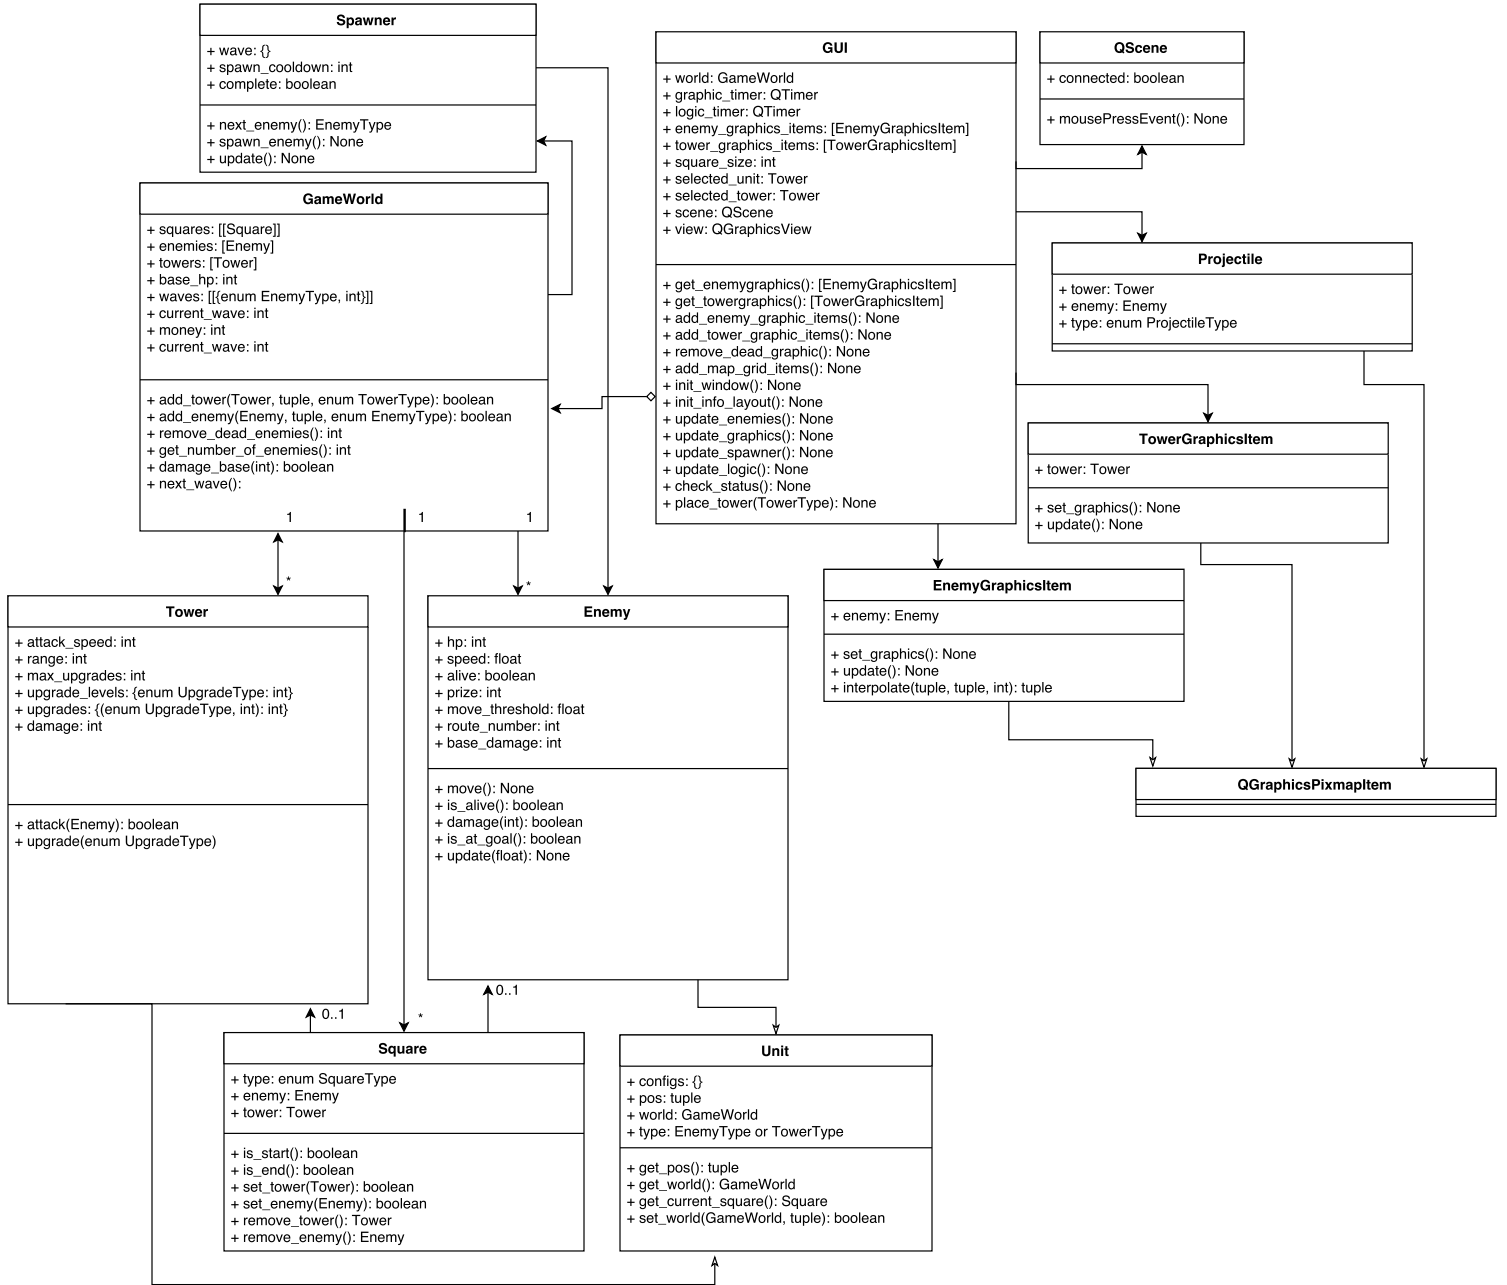 Spawner
+ wave: {}
+ spawn_cooldown: int
+ complete: boolean
+ next_enemy(): EnemyType
+ spawn_enemy(): None
+ update(): None
GameWorld
+ squares: [[Square]]
+ enemies: [Enemy]
+ towers: [Tower]
+ base_hp: int
+ waves: [[{enum EnemyType, int}]]
+ current_wave: int
+ money: int
+ current_wave: int
+ add_tower(Tower, tuple, enum TowerType): boolean
+ add_enemy(Enemy, tuple, enum EnemyType): boolean
+ remove_dead_enemies(): int
+ get_number_of_enemies(): int
+ damage_base(int): boolean
+ next_wave():
1
1
1
*
*
GUI
+ world: GameWorld
+ graphic_timer: QTimer
+ logic_timer: QTimer
+ enemy_graphics_items: [EnemyGraphicsItem]
+ tower_graphics_items: [TowerGraphicsItem]
+ square_size: int
+ selected_unit: Tower
+ selected_tower: Tower
+ scene: QScene
+ view: QGraphicsView
+ get_enemygraphics(): [EnemyGraphicsItem]
+ get_towergraphics(): [TowerGraphicsItem]
+ add_enemy_graphic_items(): None
+ add_tower_graphic_items(): None
+ remove_dead_graphic(): None
+ add_map_grid_items(): None
+ init_window(): None
+ init_info_layout(): None
+ update_enemies(): None
+ update_graphics(): None
+ update_spawner(): None
+ update_logic(): None
+ check_status(): None
+ place_tower(TowerType): None
QScene
+ connected: boolean
+ mousePressEvent(): None
Projectile
+ tower: Tower
+ enemy: Enemy
+ type: enum ProjectileType
TowerGraphicsItem
+ tower: Tower
+ set_graphics(): None
+ update(): None
EnemyGraphicsItem
+ enemy: Enemy
+ set_graphics(): None
+ update(): None
+ interpolate(tuple, tuple, int): tuple
QGraphicsPixmapItem
Tower
+ attack_speed: int
+ range: int
+ max_upgrades: int
+ upgrade_levels: {enum UpgradeType: int}
+ upgrades: {(enum UpgradeType, int): int}
+ damage: int
+ attack(Enemy): boolean
+ upgrade(enum UpgradeType)
Enemy
+ hp: int
+ speed: float
+ alive: boolean
+ prize: int
+ move_threshold: float
+ route_number: int
+ base_damage: int
+ move(): None
+ is_alive(): boolean
+ damage(int): boolean
+ is_at_goal(): boolean
+ update(float): None
0..1
*
0..1
Square
+ type: enum SquareType
+ enemy: Enemy
+ tower: Tower
+ is_start(): boolean
+ is_end(): boolean
+ set_tower(Tower): boolean
+ set_enemy(Enemy): boolean
+ remove_tower(): Tower
+ remove_enemy(): Enemy
Unit
+ configs: {}
+ pos: tuple
+ world: GameWorld
+ type: EnemyType or TowerType
+ get_pos(): tuple
+ get_world(): GameWorld
+ get_current_square(): Square
+ set_world(GameWorld, tuple): boolean